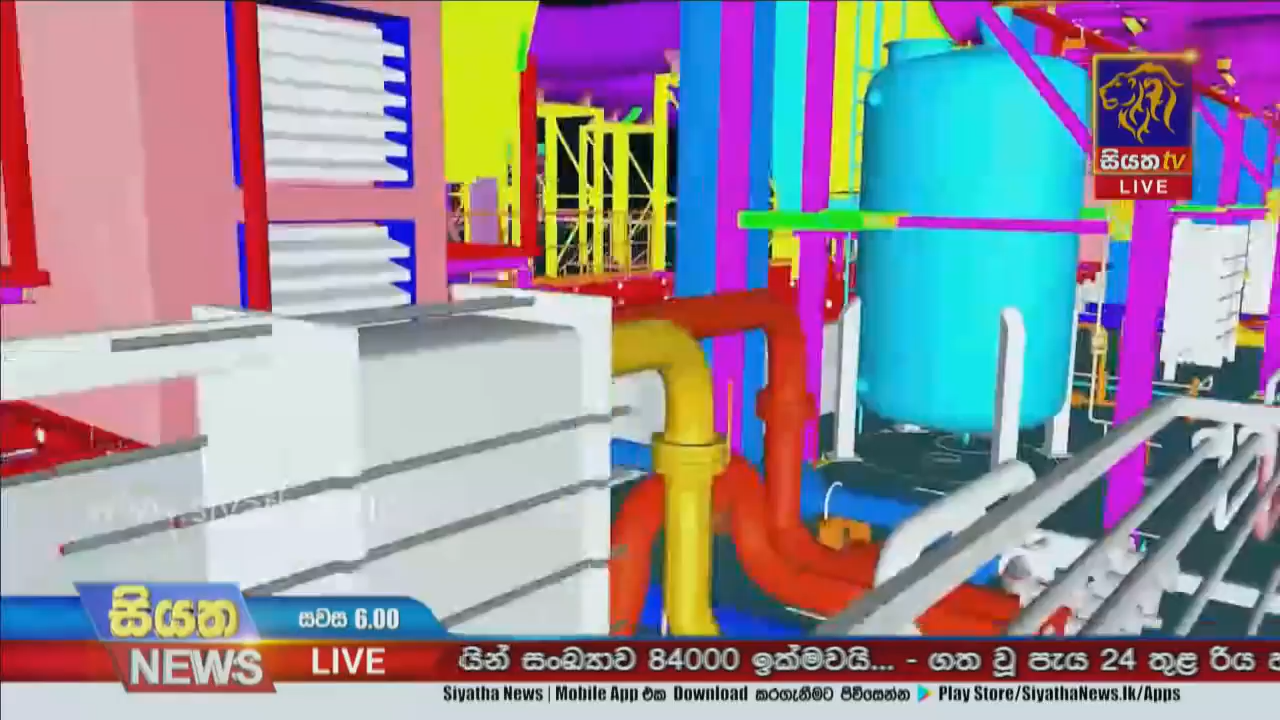 සියත tv
LIVE
සියත
NEWS
සවස 6.00
LIVE
යින් සංඛ්‍යාව 84000 ඉක්මවයි... - ගත වූ පැය 24 තුළ රිය
Siyatha News | Mobile App එක Download කරගැනීමට පිවිසෙන්න Play Store/SiyathaNews.lk/Apps